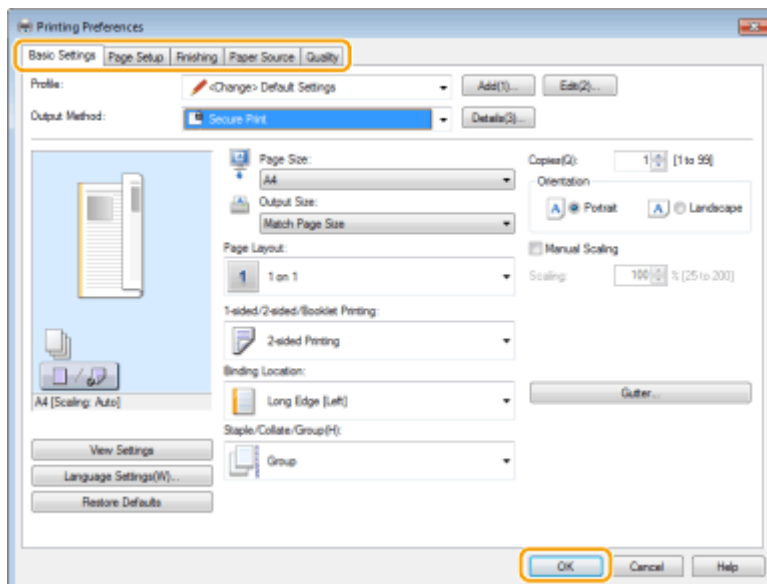 Printing Preferences
Basic Settings Page Setup Finishing Paper Source Quality
Profile: <Change> Default Settings Add(1)... Edit(2)...
Output Method: Secure Print Details(3)...
Page Size: Copies(Q): 1 [1 to 99]
A4 Orientation
Output Size: A Portrait A Landscape
Match Page Size
Page Layout: Manual Scaling
1 1 on 1 Scaling: 100 % [25 to 200]
1-sided/2-sided/Booklet Printing:
2-sided Printing
Binding Location:
A4 [Scaling: Auto] Long Edge [Left] Gutter...
Staple/Collate/Group(H):
View Settings
Group
Language Settings(W)...
Restore Defaults
OK Cancel Help